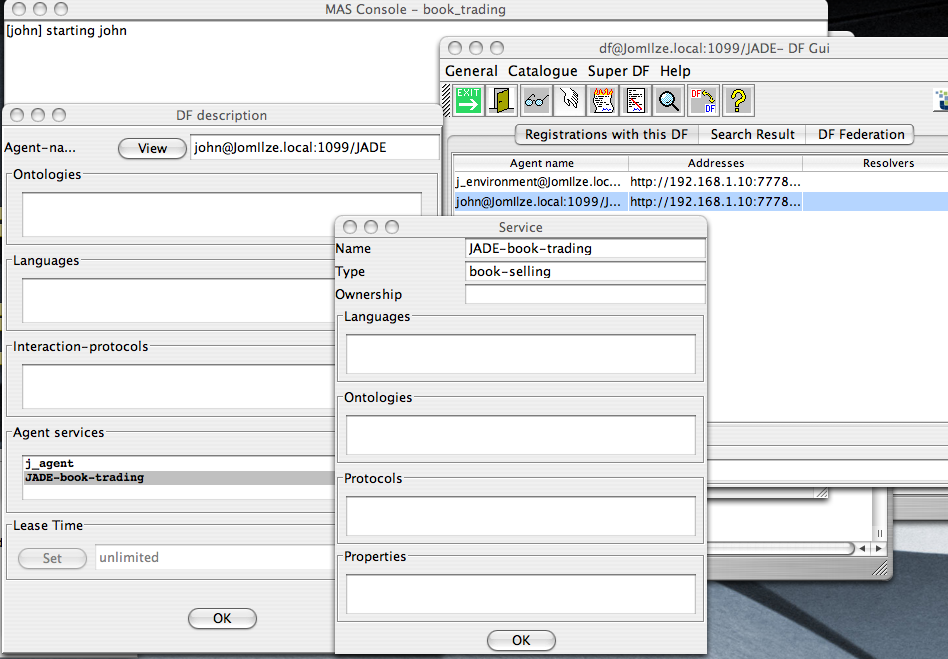 MAS Console - book_trading
[john] starting john
df@Jomllze.local:1099/JADE- DF Gui
General Catalogue Super DF Help
EXIT
DF
DF
Registrations with this DF
Search Result
DF Federation
Agent name
Addresses
Resolvers
j_environment@Jomllze.loc...
http://192.168.1.10:7778...
john@Jomllze.local:1099/J...
http://192.168.1.10:7778...
DF description
Agent-na...
View
john@Jomllze.local:1099/JADE
Ontologies
Languages
Interaction-protocols
Agent services
j_agent
JADE-book-trading
Lease Time
Set
unlimited
OK
Service
Name
JADE-book-trading
Type
book-selling
Ownership
Languages
Ontologies
Protocols
Properties
OK